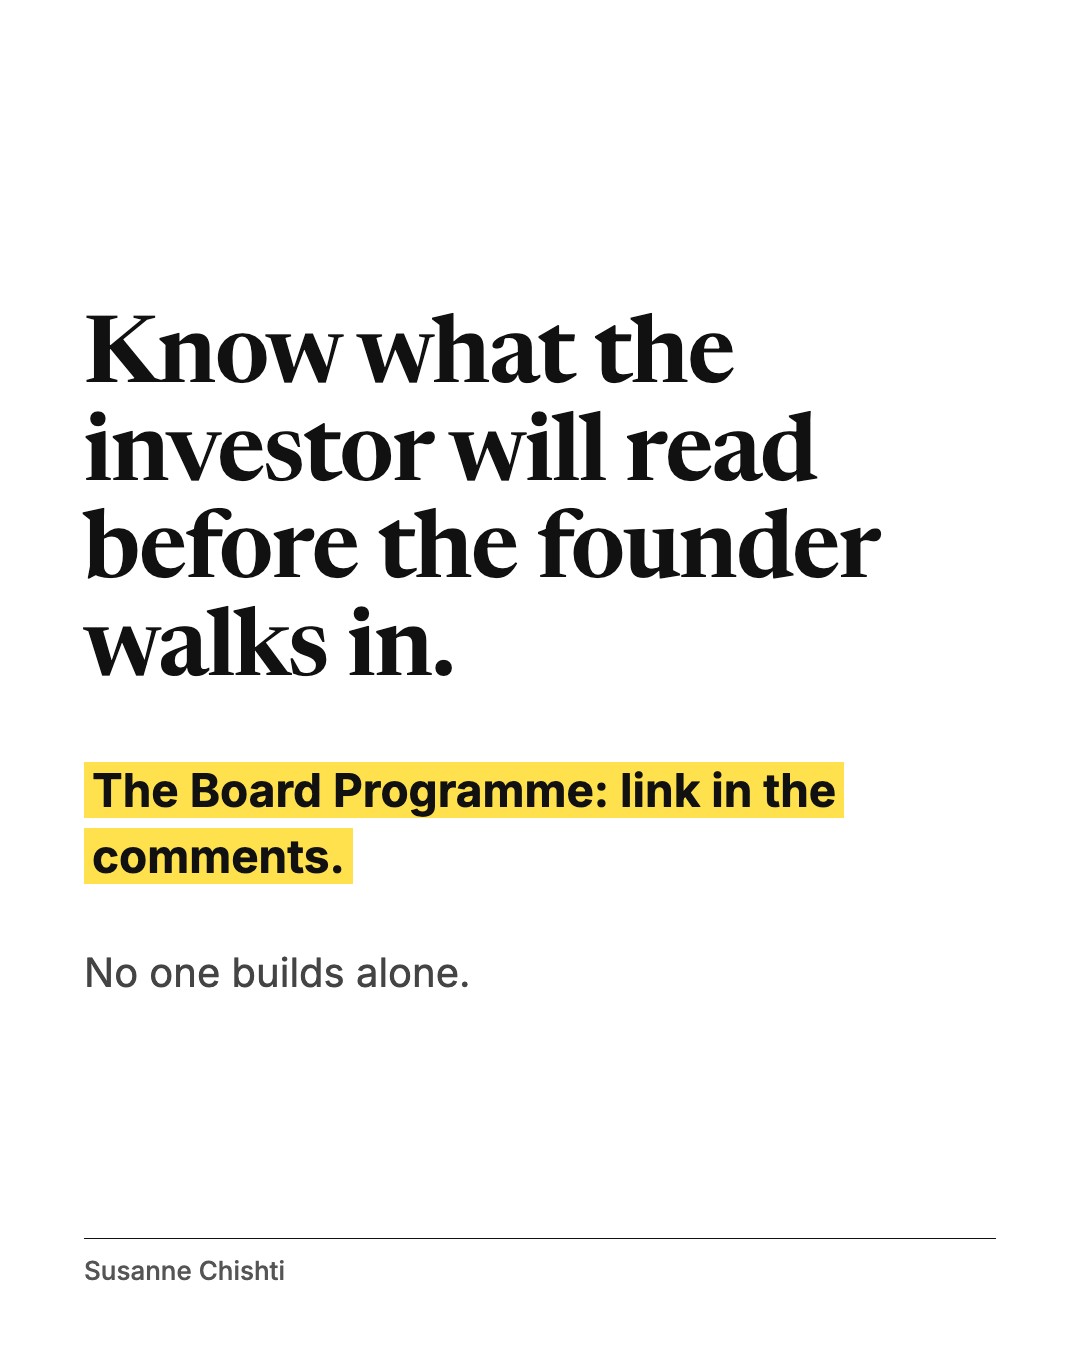 Know what the
investor will read
before the founder
walks in.
The Board Programme: link in the
comments.
No one builds alone.
Susanne Chishti